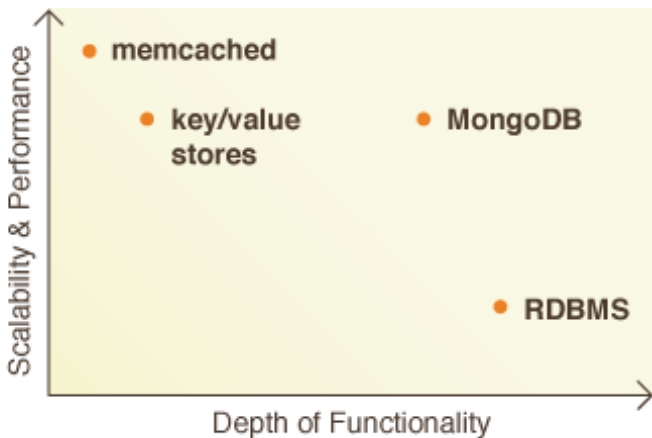 Scalability & Performance
memcached
key/value
stores
MongoDB
RDBMS
Depth of Functionality